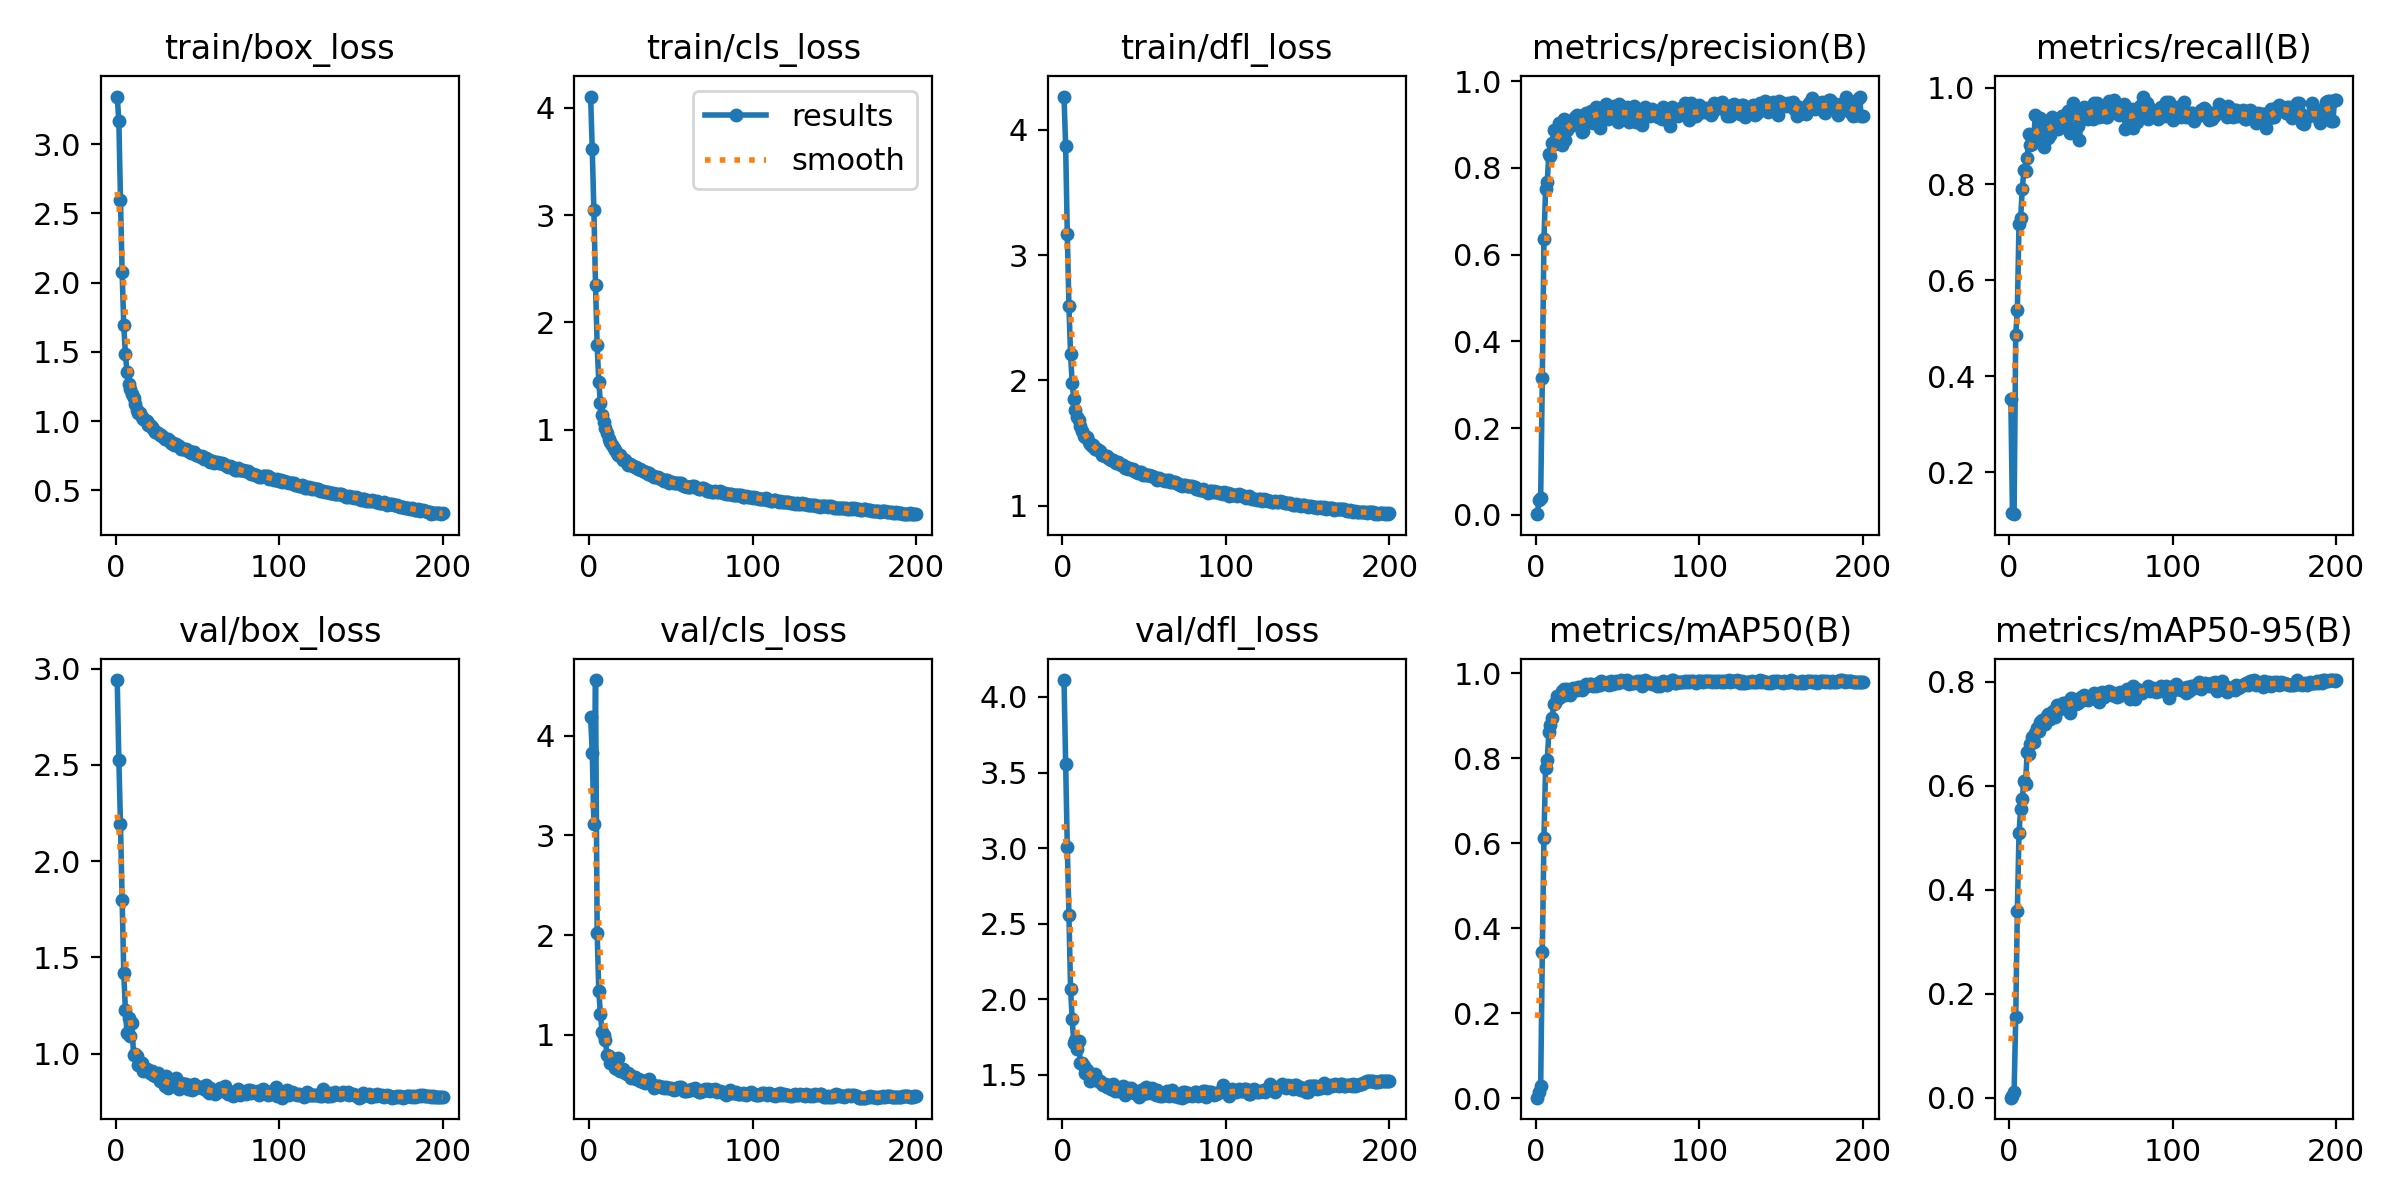 train/box_loss
train/cls_loss
train/dfl_loss
metrics/precision(B)
metrics/recall(B)
3.0
2.5
2.0
1.5
1.0
0.5
0 100 200
results
smooth
4
3
2
1
0 100 200
4
3
2
1
0 100 200
1.0
0.8
0.6
0.4
0.2
0.0
0 100 200
1.0
0.8
0.6
0.4
0.2
0 100 200
val/box_loss
val/cls_loss
val/dfl_loss
metrics/mAP50(B)
metrics/mAP50-95(B)
3.0
2.5
2.0
1.5
1.0
0 100 200
4
3
2
1
0 100 200
4.0
3.5
3.0
2.5
2.0
1.5
0 100 200
1.0
0.8
0.6
0.4
0.2
0.0
0 100 200
0.8
0.6
0.4
0.2
0.0
0 100 200